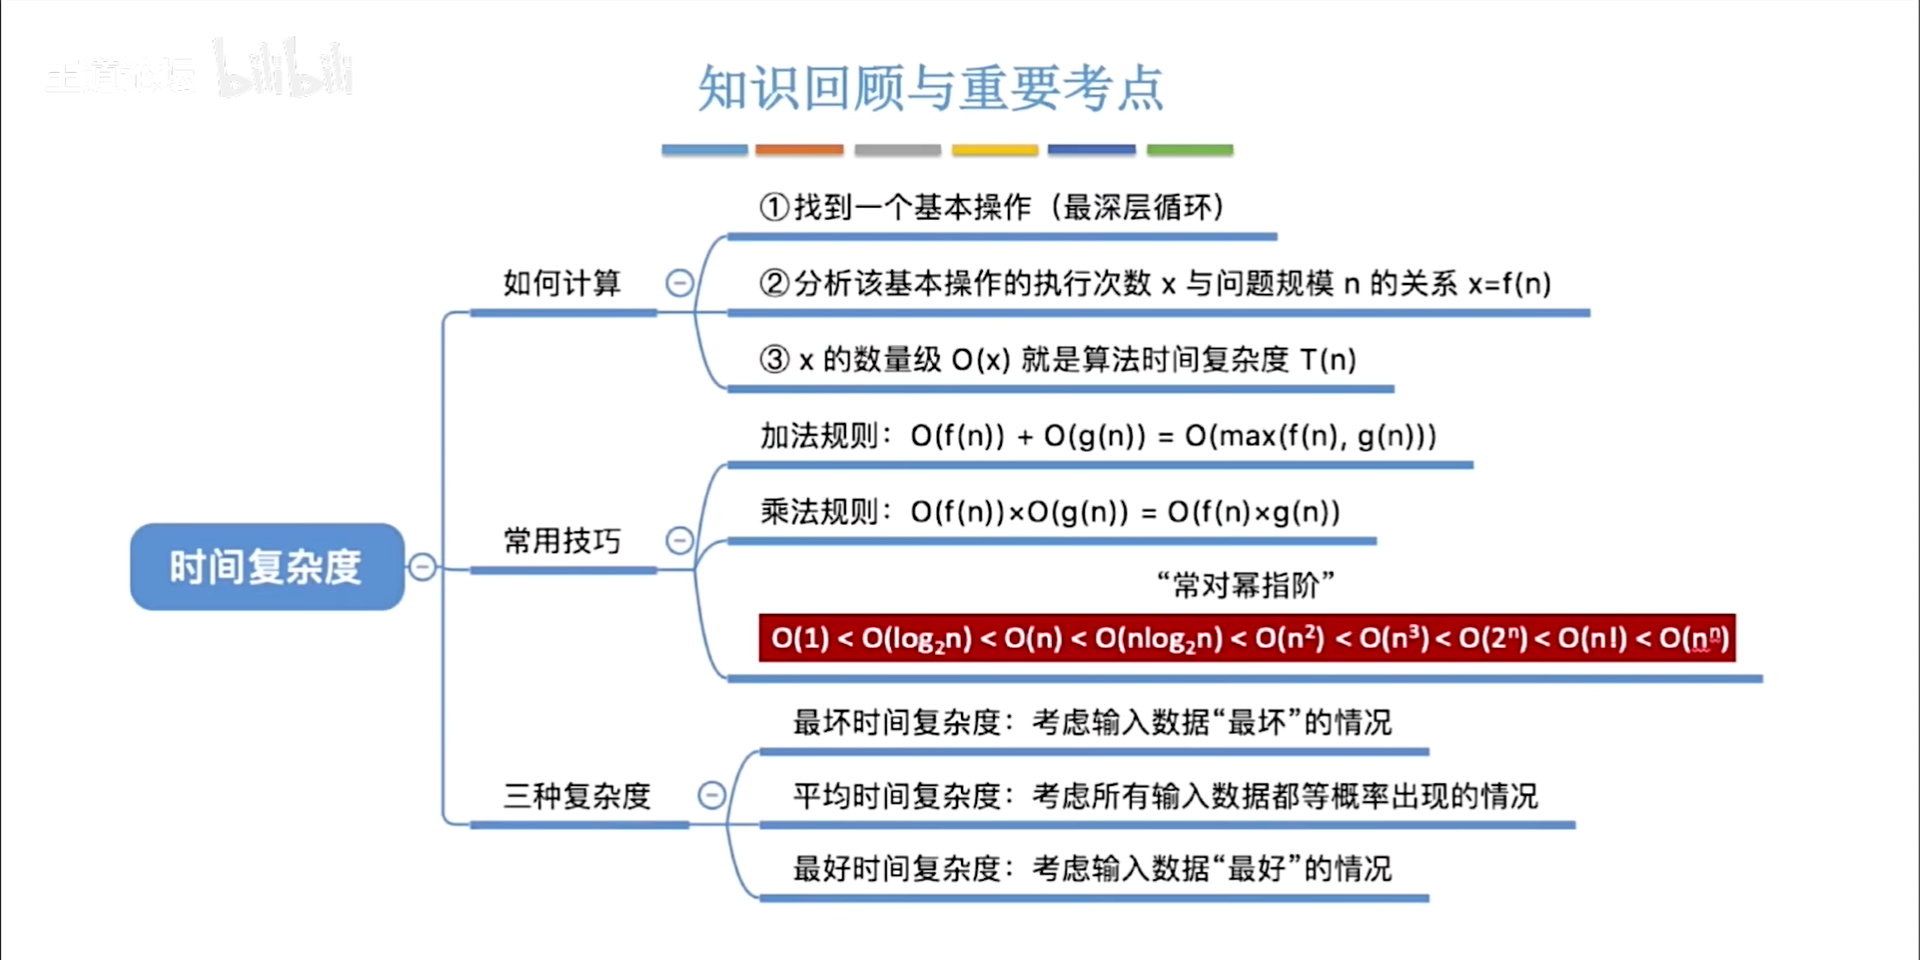 王道论坛 bilibili
知识回顾与重要考点
①找到一个基本操作（最深层循环）
如何计算
②分析该基本操作的执行次数 x 与问题规模 n 的关系 x=f(n)
③ x 的数量级 O(x) 就是算法时间复杂度 T(n)
加法规则：O(f(n)) + O(g(n)) = O(max(f(n), g(n)))
乘法规则：O(f(n))×O(g(n)) = O(f(n)×g(n))
常用技巧
时间复杂度
“常对幂指阶”
O(1) < O(log₂n) < O(n) < O(nlog₂n) < O(n²) < O(n³) < O(2ⁿ) < O(n!) < O(nⁿ)
最坏时间复杂度：考虑输入数据“最坏”的情况
三种复杂度
平均时间复杂度：考虑所有输入数据都等概率出现的情况
最好时间复杂度：考虑输入数据“最好”的情况